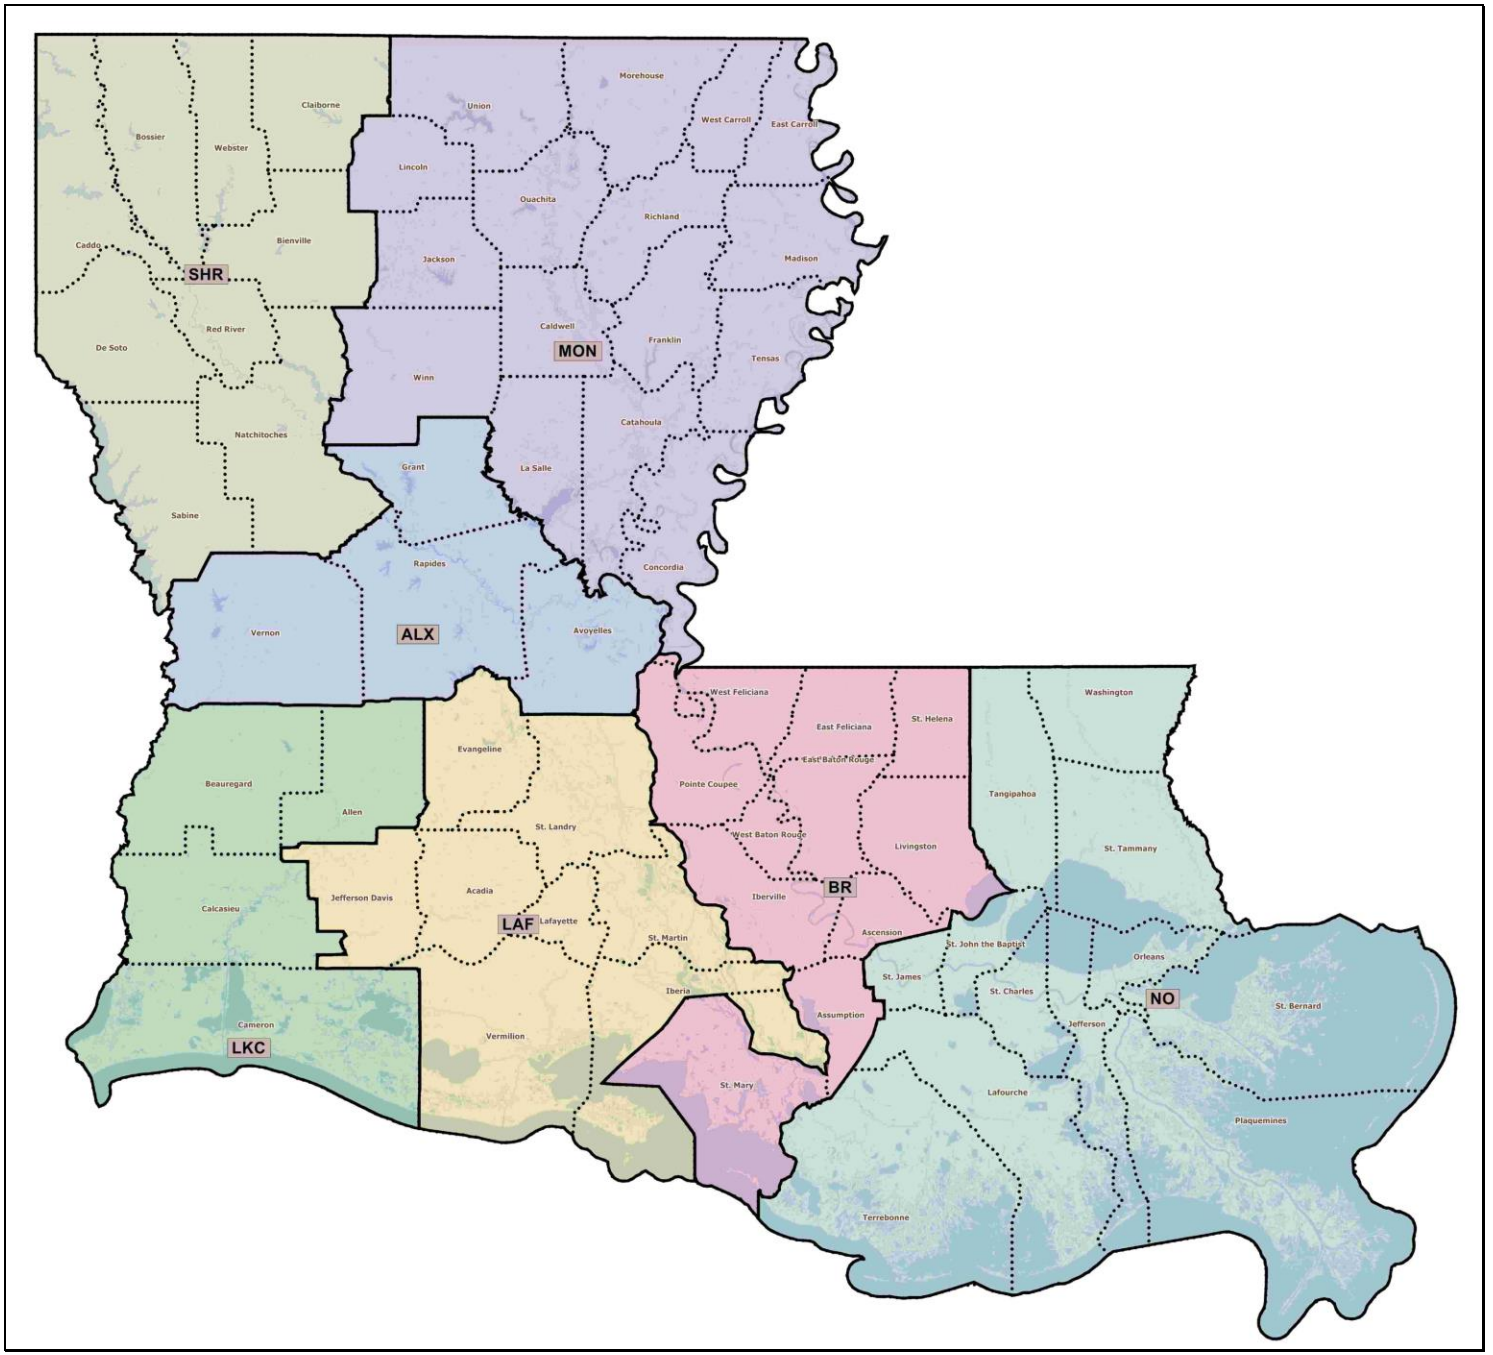 Morehouse
Union
Claiborne
West Carroll
East Carroll
Bossier
Webster
Lincoln
Ouachita
Richland
Bienville
Caddo
Jackson
Madison
SHR
Red River
Caldwell
Franklin
De Soto
MON
Tensas
Winn
Catahoula
Natchitoches
Grant
La Salle
Sabine
Rapides
Concordia
Vernon
ALX
Avoyelles
West Feliciana
Washington
East Feliciana
St. Helena
Evangeline
East Baton Rouge
Beauregard
Pointe Coupee
Tangipahoa
Allen
St. Landry
West Baton Rouge
Livingston
St. Tammany
Jefferson Davis
Acadia
Iberville
BR
Calcasieu
LAF
Lafayette
St. Martin
Ascension
St. John the Baptist
Orleans
St. James
Iberia
St. Charles
NO
St. Bernard
Cameron
Assumption
Jefferson
LKC
Vermilion
St. Mary
Lafourche
Plaquemines
Terrebonne